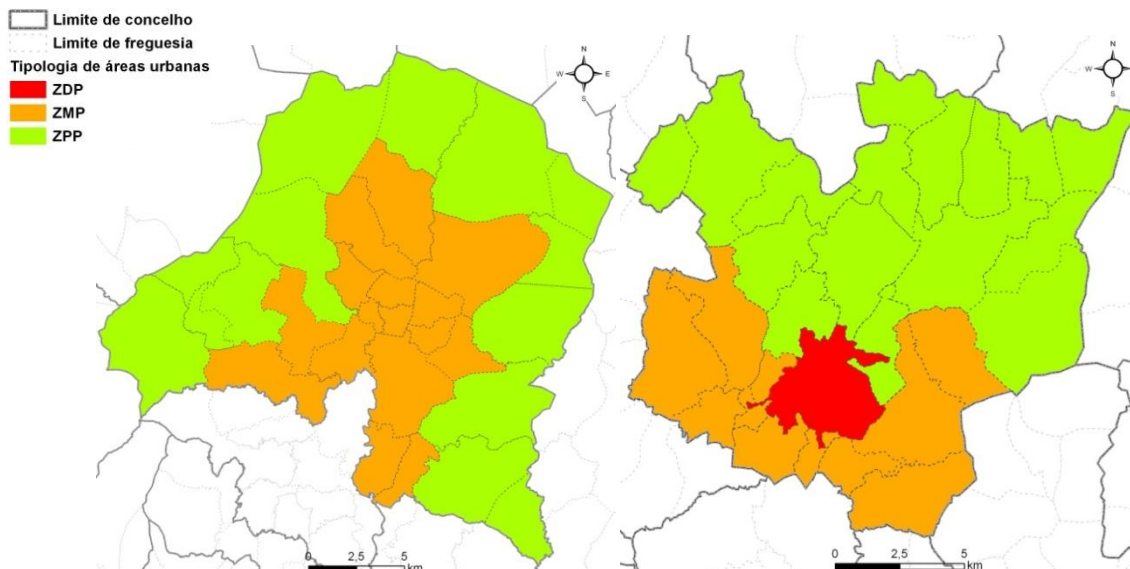 Limite de concelho
Limite de freguesia
Tipologia de áreas urbanas
ZDP
ZMP
ZPP
N
W E
S
N
W E
S
0 2,5 5
km
0 2,5 5
km